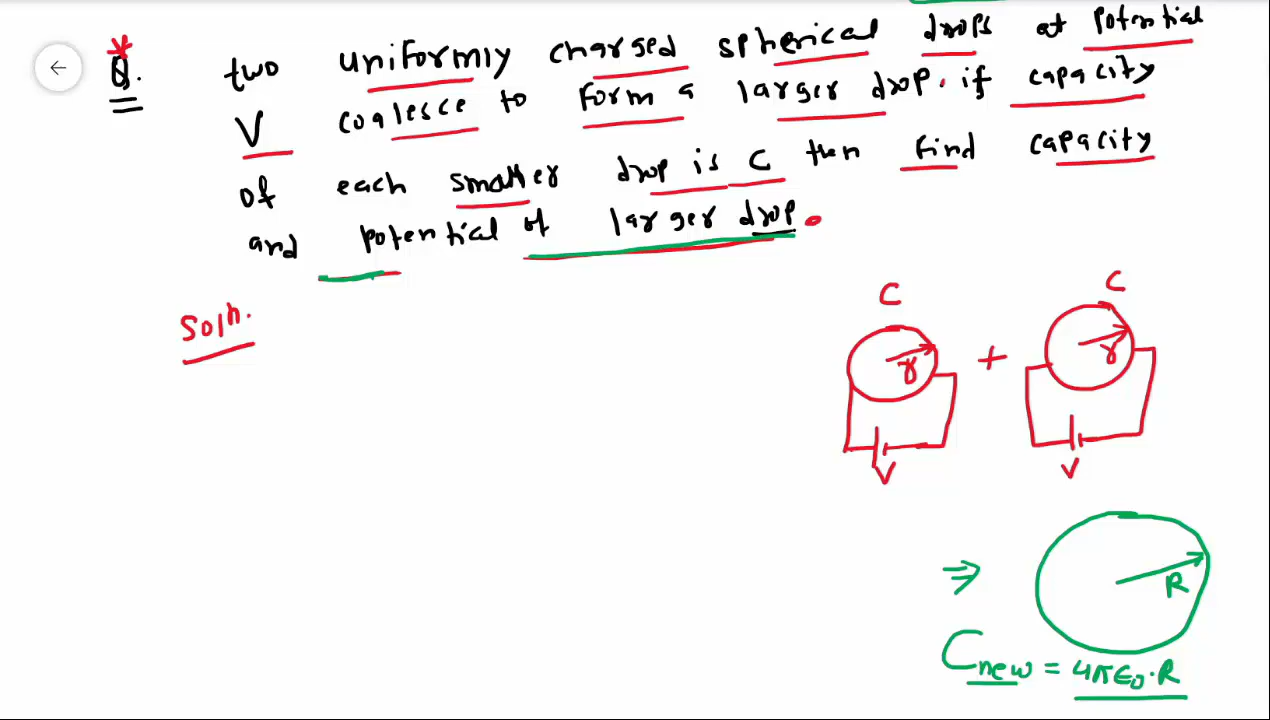 Q. two uniformly charged spherical drops at potential
V coalesce to form a larger drop. if capacity
of each smaller drop is C then find capacity
and potential of larger drop.
Soln.
C C
r + r
V V
⇒ R
Cnew = 4πϵ₀·R